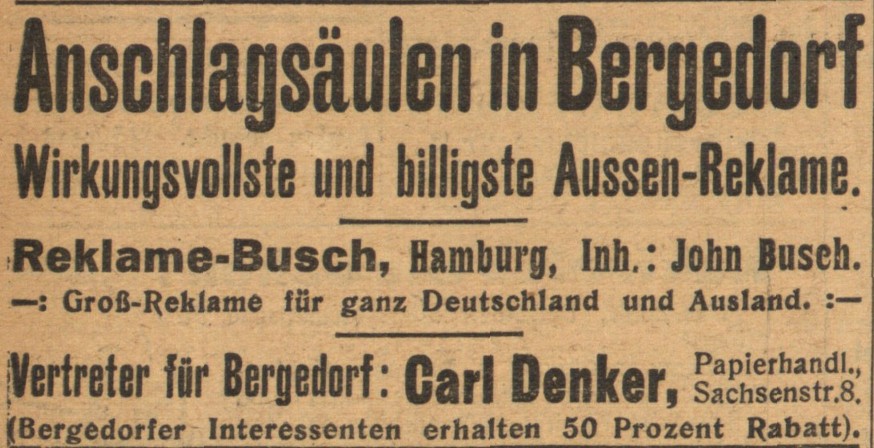 Anschlagsäulen in Bergedorf
Wirkungsvollste und billigste Aussen-Reklame.
Reklame-Busch, Hamburg, Inh.: John Busch.
—: Groß-Reklame für ganz Deutschland und Ausland. :—
Vertreter für Bergedorf: Carl Denker, Papierhandl., Sachsenstr.8.
(Bergedorfer Interessenten erhalten 50 Prozent Rabatt).